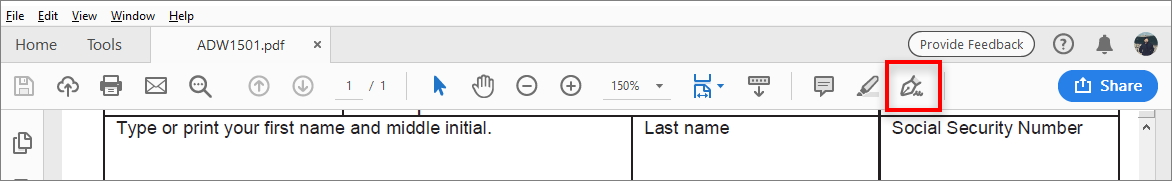 File Edit View Window Help
Home Tools ADW1501.pdf × Provide Feedback ?
1 / 1 150% Share
Type or print your first name and middle initial. Last name Social Security Number